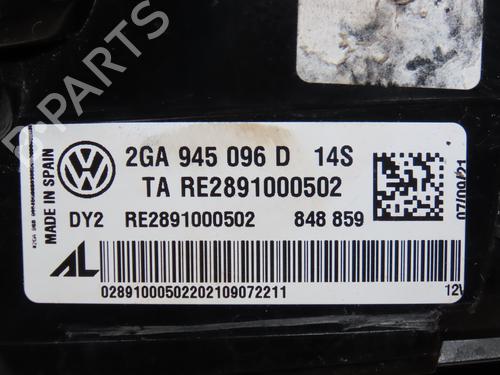 B-Parts
MADE IN SPAIN
2GA 945 096 D 14S
TA RE2891000502
DY2 RE2891000502 848 859
07/09/21
AL
02891000502202109072211
12V